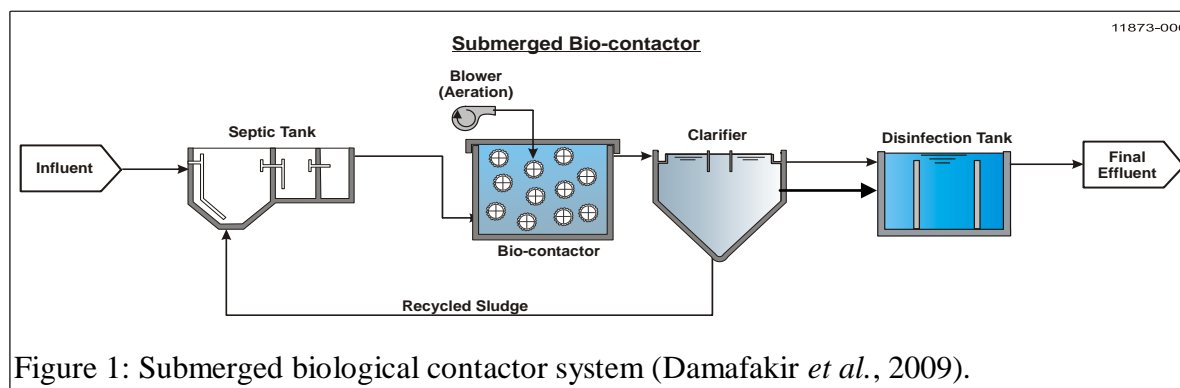 11873-006
Submerged Bio-contactor
Blower
(Aeration)
Septic Tank
Clarifier
Disinfection Tank
Influent
Final
Effluent
Bio-contactor
Recycled Sludge
Figure 1: Submerged biological contactor system (Damafakir et al., 2009).